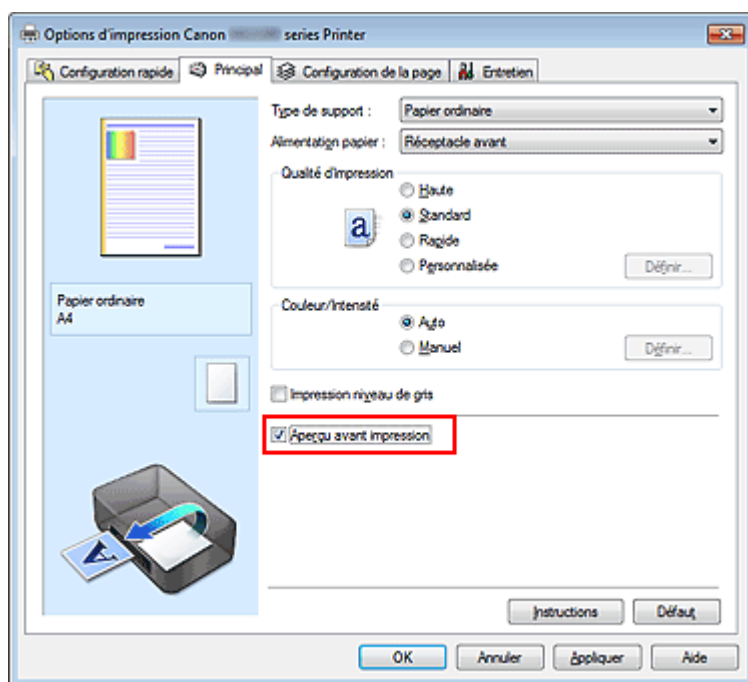 Options d'impression Canon series Printer
Configuration rapide
Principal
Configuration de la page
Entretien
Type de support :
Papier ordinaire
Alimentation papier :
Réceptacle avant
Qualité d'impression
Haute
a
Standard
Rapide
Personnalisée
Définir...
Papier ordinaire
A4
Couleur/Intensité
Auto
Manuel
Définir...
Impression niveau de gris
Aperçu avant impression
A
Instructions
Défaut
OK
Annuler
Appliquer
Aide